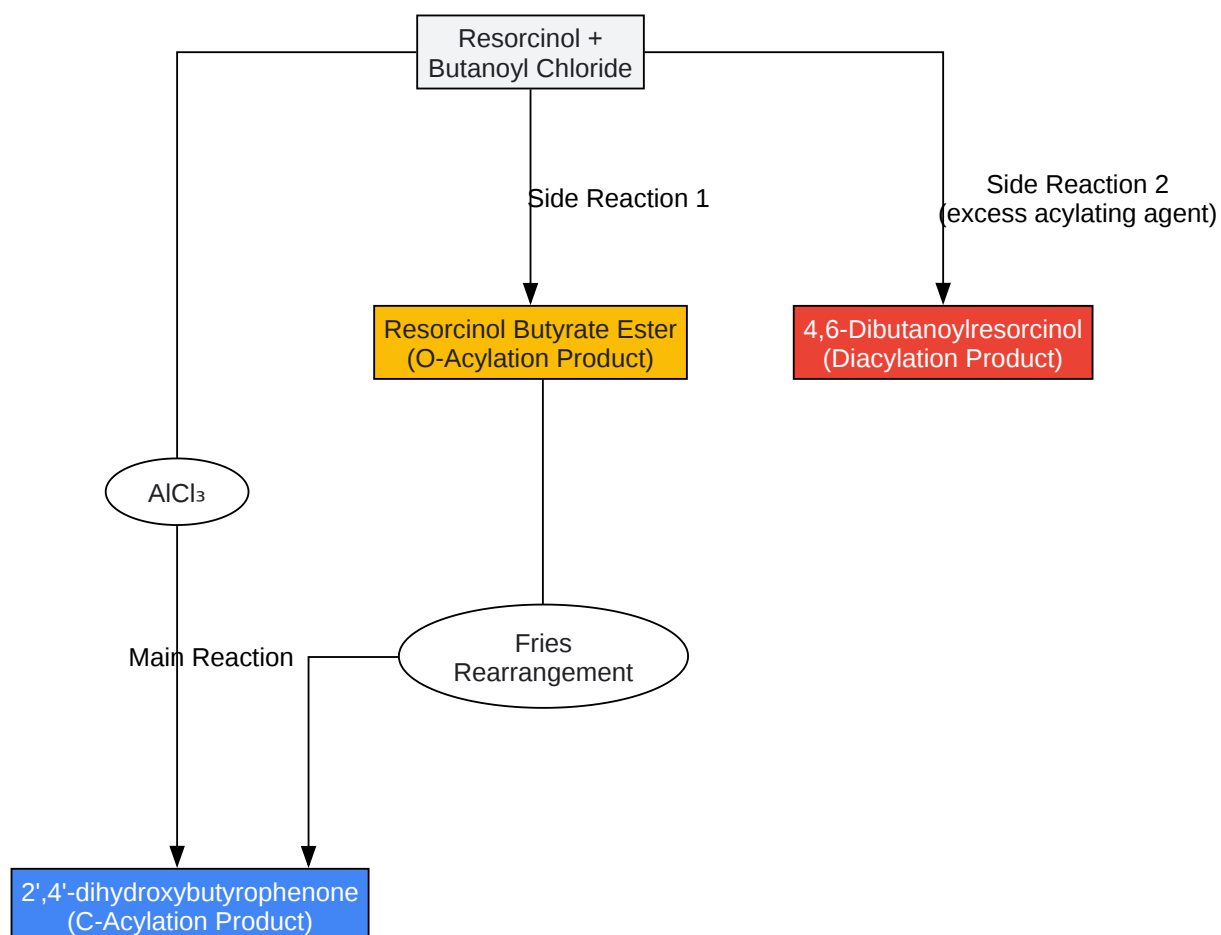 Resorcinol +
Butanoyl Chloride
Side Reaction 1
Side Reaction 2
(excess acylating agent)
Resorcinol Butyrate Ester
(O-Acylation Product)
4,6-Dibutanoylresorcinol
(Diacylation Product)
AlCl₃
Fries
Rearrangement
Main Reaction
2',4'-dihydroxybutyrophenone
(C-Acylation Product)